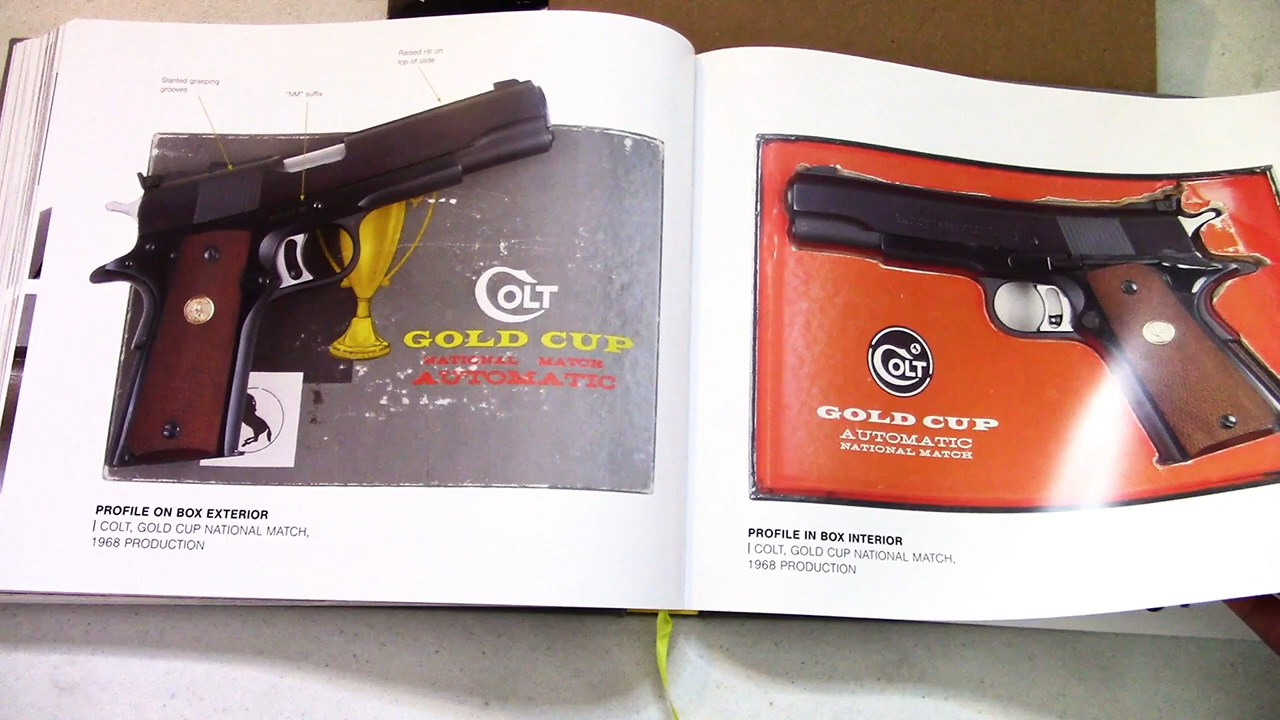 Raised rib on
top of slide
Slanted grasping
grooves
"NM" suffix
COLT
GOLD CUP
NATIONAL MATCH
AUTOMATIC
PROFILE ON BOX EXTERIOR
| COLT, GOLD CUP NATIONAL MATCH,
1968 PRODUCTION
COLT
GOLD CUP
AUTOMATIC
NATIONAL MATCH
PROFILE IN BOX INTERIOR
| COLT, GOLD CUP NATIONAL MATCH,
1968 PRODUCTION